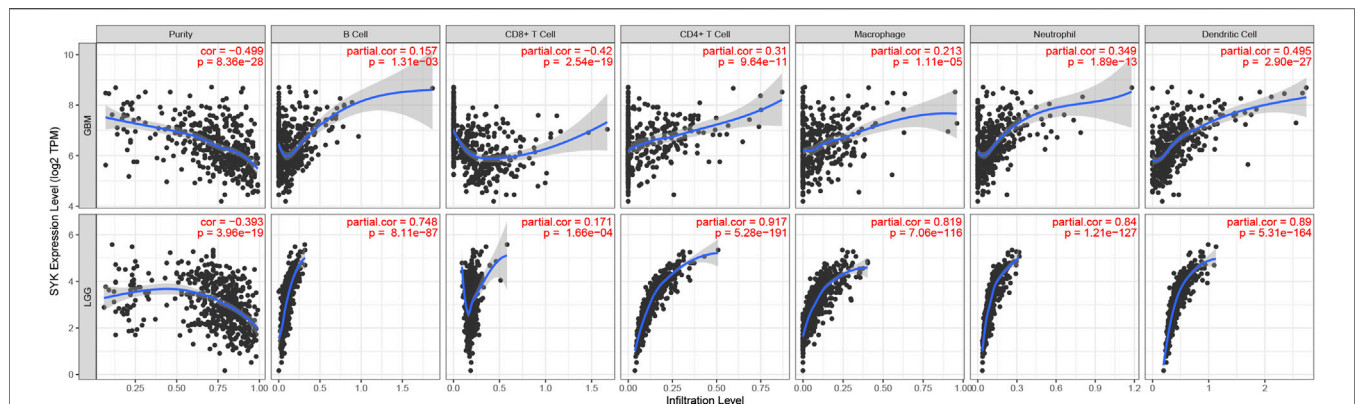 Purity B Cell CD8+ T Cell CD4+ T Cell Macrophage Neutrophil Dendritic Cell
cor = −0.499 partial.cor = 0.157 partial.cor = −0.42 partial.cor = 0.31 partial.cor = 0.213 partial.cor = 0.349 partial.cor = 0.495
p = 8.36e−28 p = 1.31e−03 p = 2.54e−19 p = 9.64e−11 p = 1.11e−05 p = 1.89e−13 p = 2.90e−27
10
8
6
4
GBM
SYK Expression Level (log2 TPM)
cor = −0.393 partial.cor = 0.748 partial.cor = 0.171 partial.cor = 0.917 partial.cor = 0.819 partial.cor = 0.84 partial.cor = 0.89
p = 3.96e−19 p = 8.11e−87 p = 1.66e−04 p = 5.28e−191 p = 7.06e−116 p = 1.21e−127 p = 5.31e−164
6
4
2
0
LGG
0.25 0.50 0.75 1.00 0.0 0.5 1.0 1.5 0.0 0.5 1.0 1.5 0.00 0.25 0.50 0.75 0.00 0.25 0.50 0.75 1.00 0.0 0.3 0.6 0.9 1.2 0 1 2
Infiltration Level